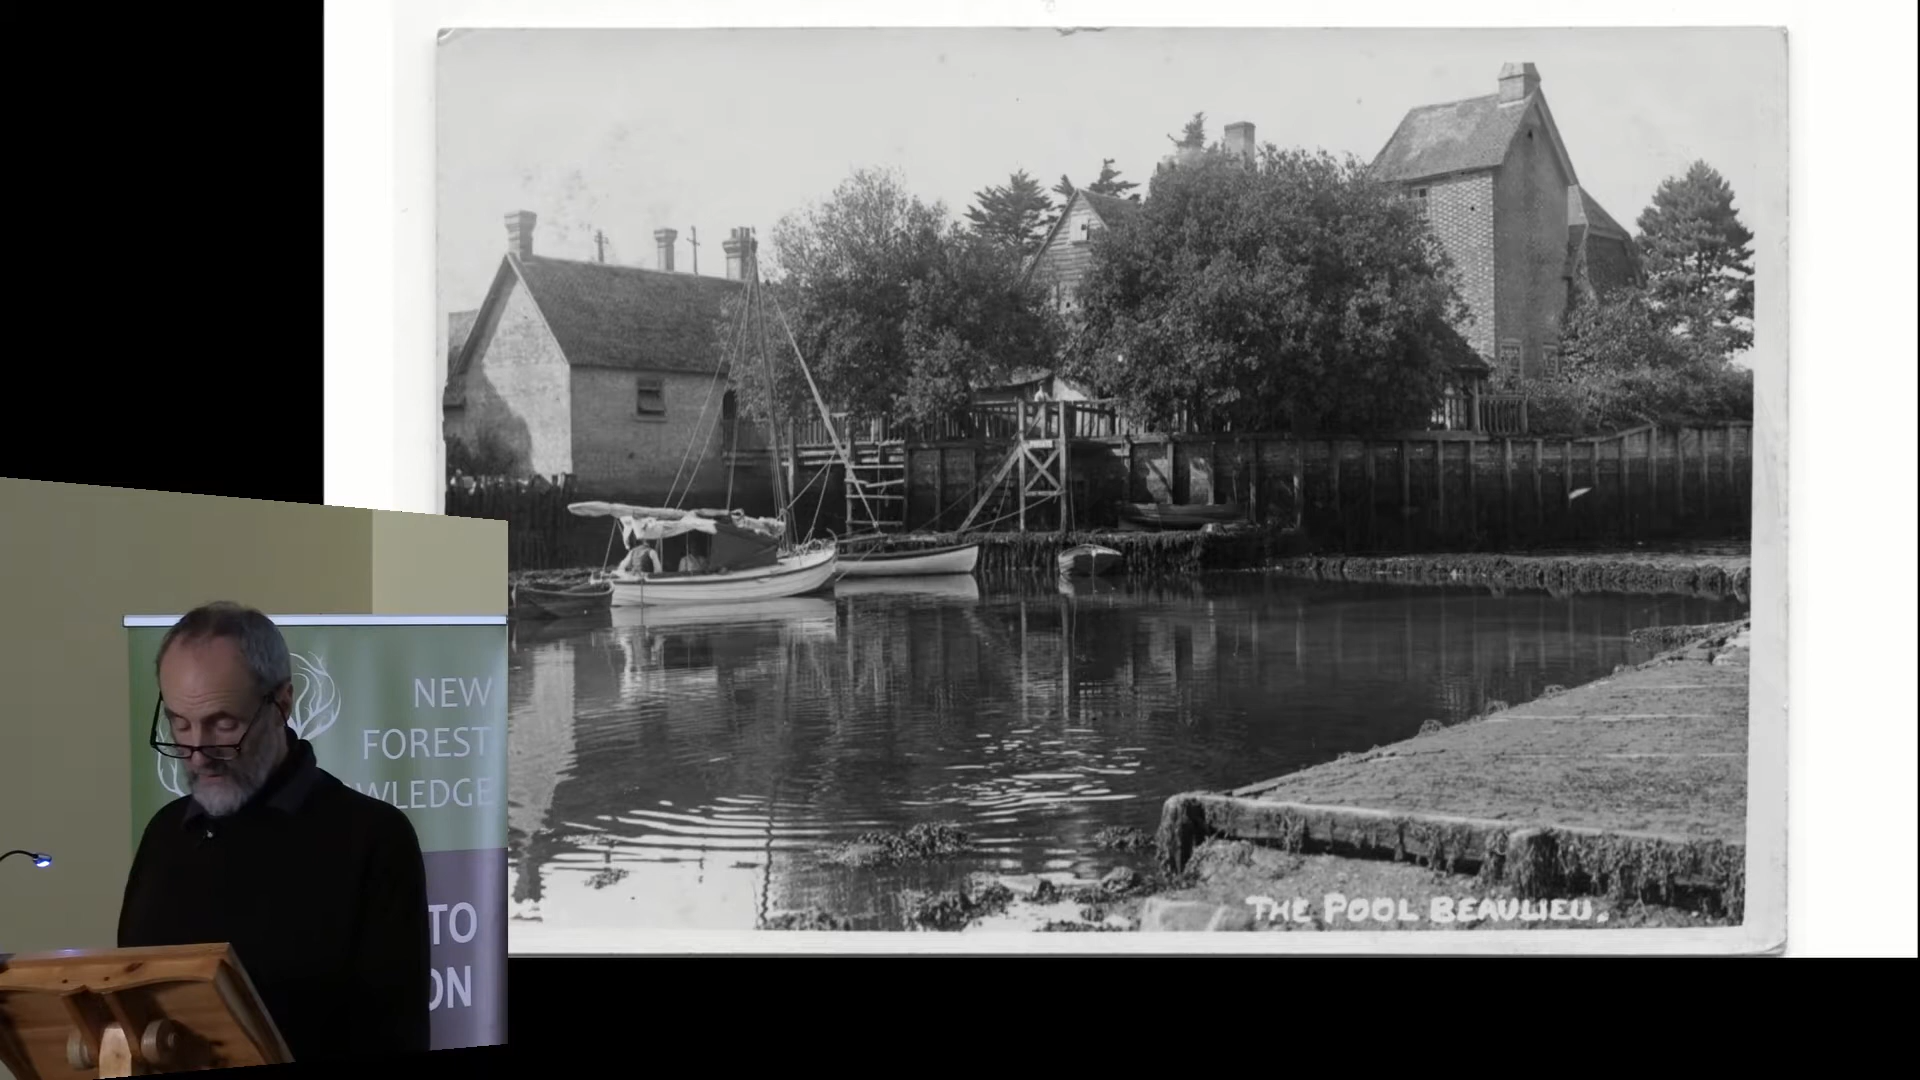 NEW
FOREST
WLEDGE
TO
ON
THE POOL BEAULIEU.